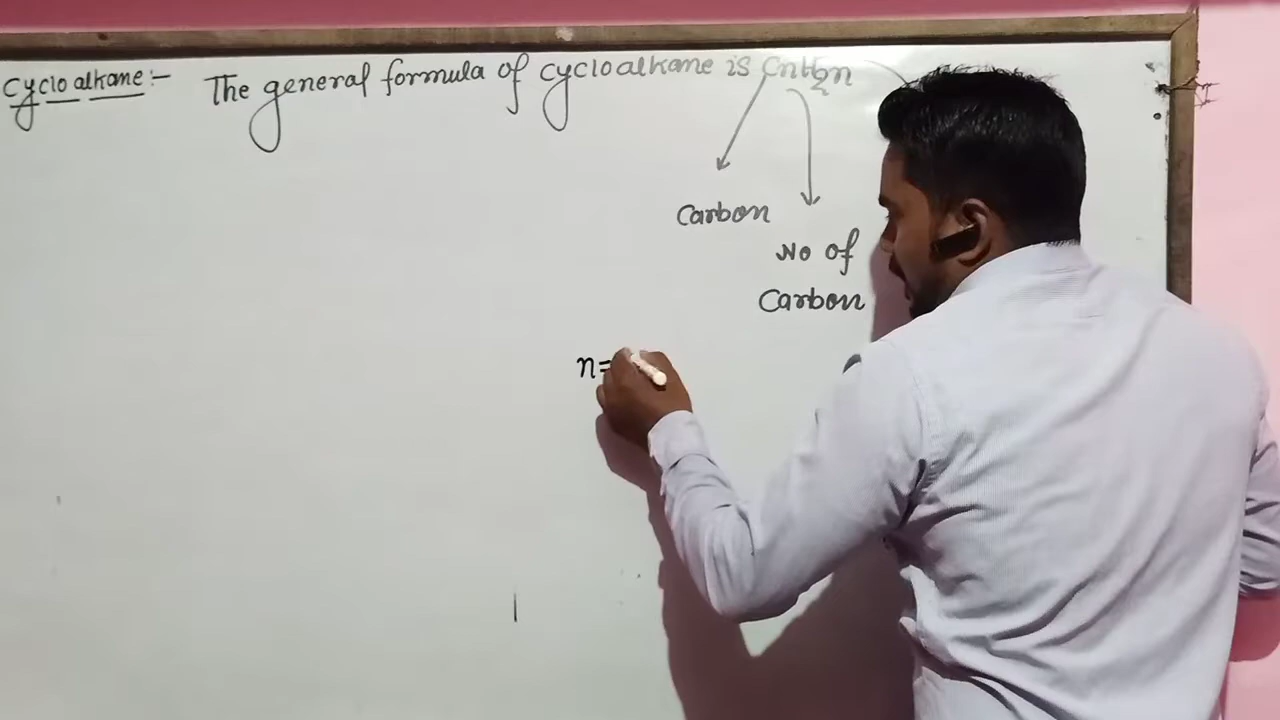 Cycloalkane:- The general formula of cycloalkane is CnH2n
Carbon
No of
Carbon
n=